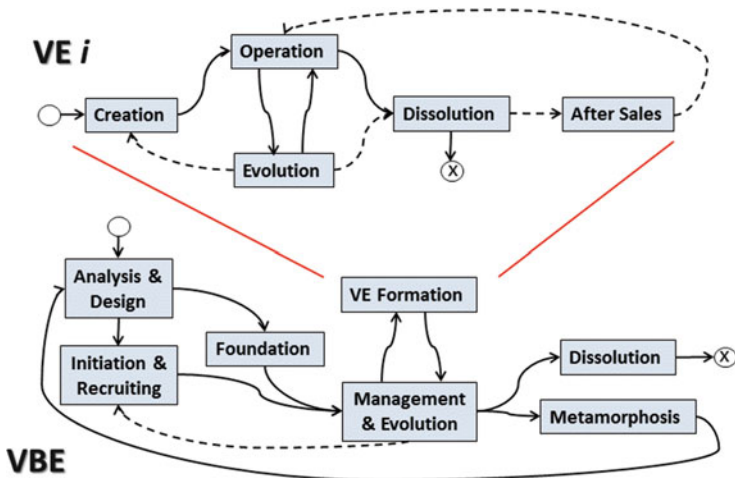 VE i
Operation
Creation
Dissolution
After Sales
Evolution
X
Analysis &
Design
VE Formation
Foundation
Initiation &
Recruiting
Dissolution
X
Management
& Evolution
Metamorphosis
VBE